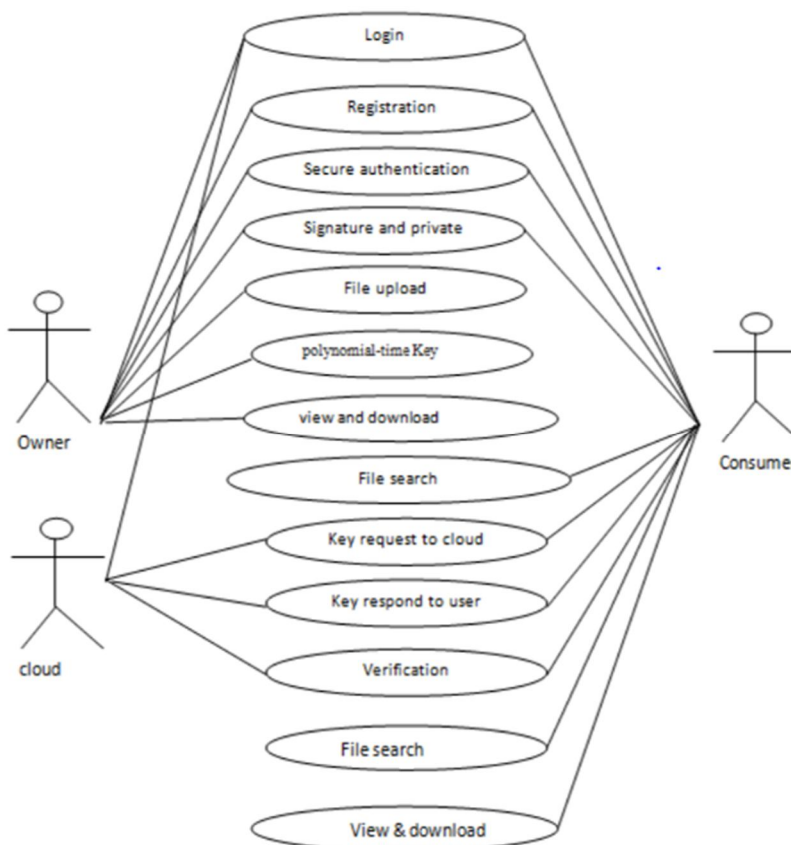 Login
Registration
Secure authentication
Signature and private
File upload
polynomial-time Key
view and download
Owner
Consume
File search
Key request to cloud
Key respond to user
cloud
Verification
File search
View & download